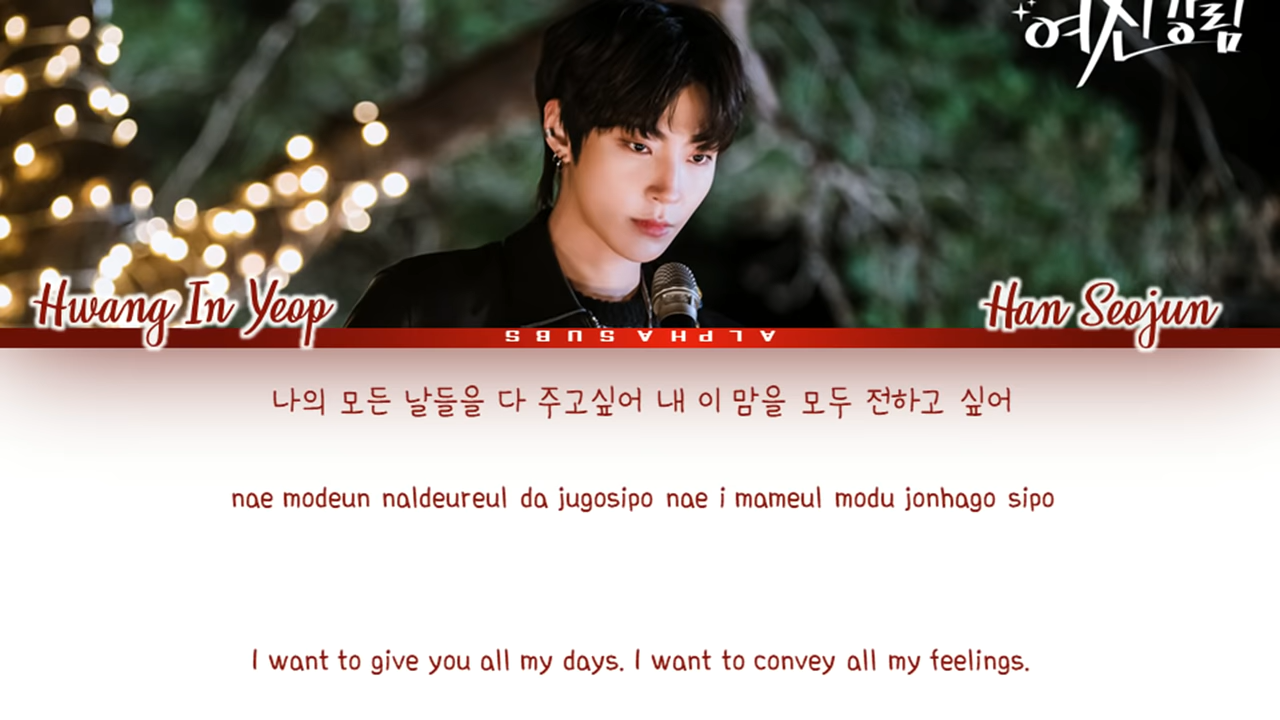 여신강림
Hwang In Yeop
Han Seojun
ALPHASUBS
나의 모든 날들을 다 주고싶어 내 이 맘을 모두 전하고 싶어
nae modeun naldeureul da jugosipo nae i mameul modu jonhago sipo
I want to give you all my days. I want to convey all my feelings.